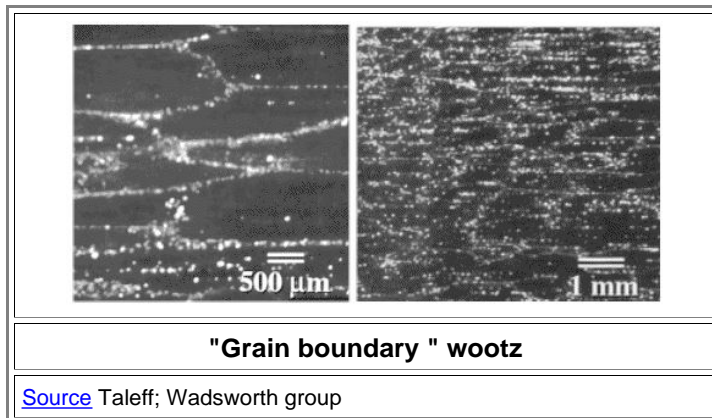 500 μm
1 mm
"Grain boundary " wootz
Source Taleff; Wadsworth group